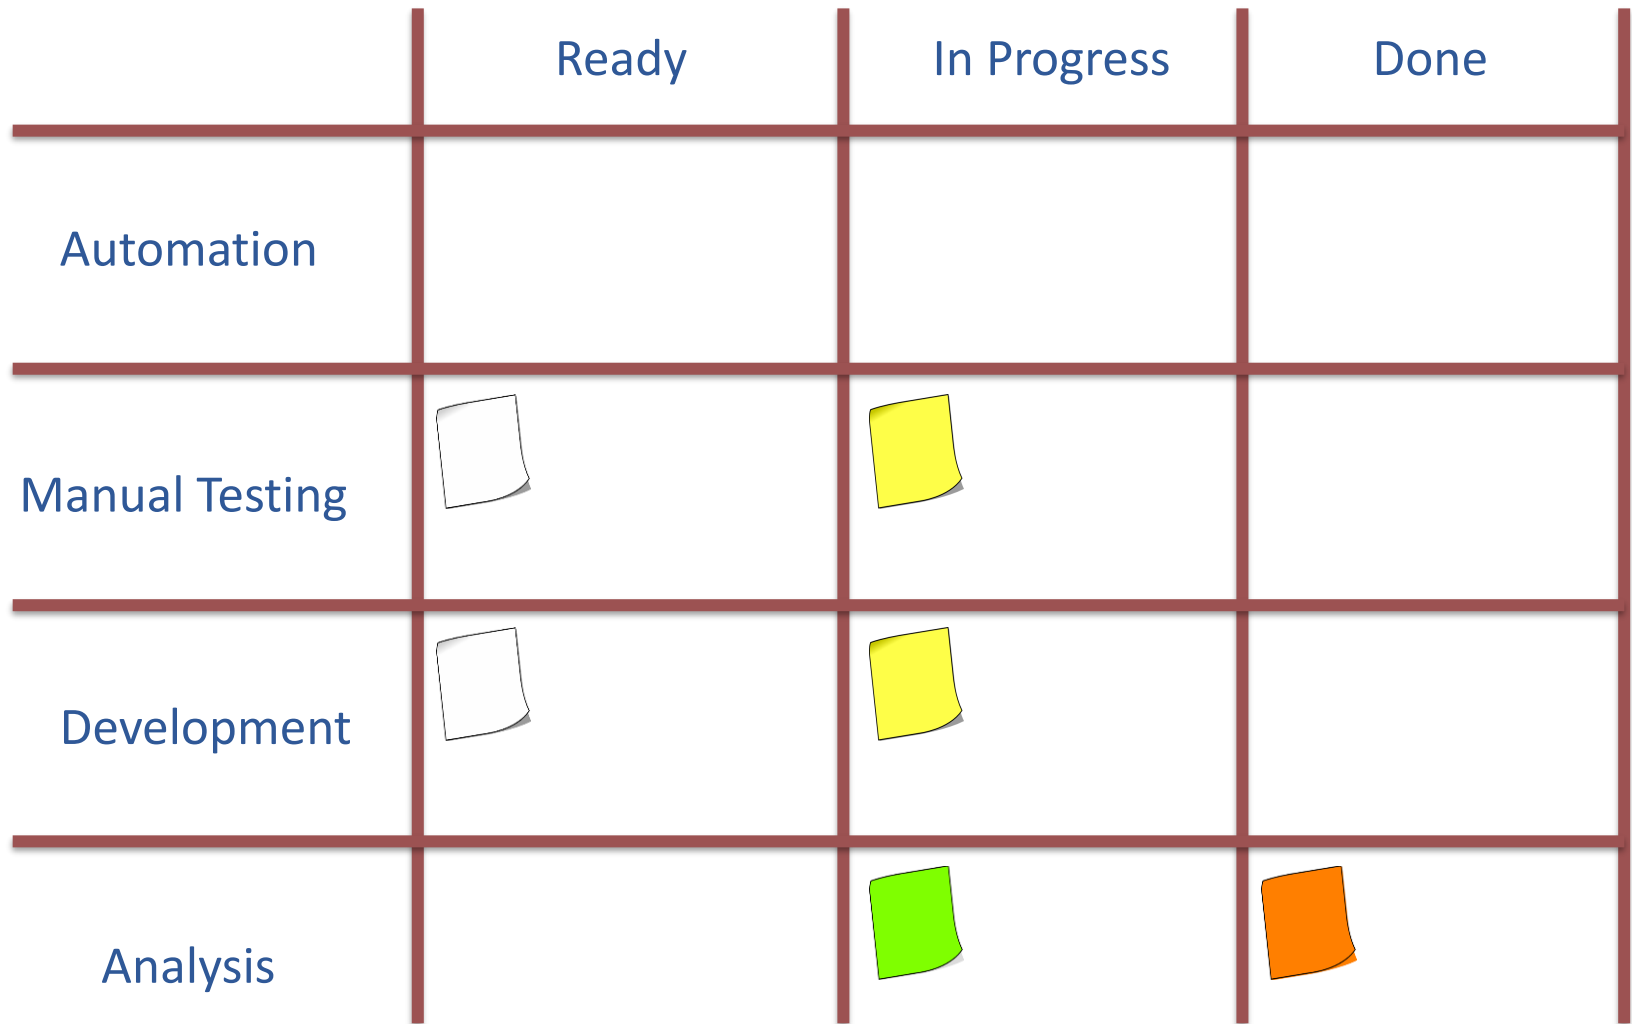 Ready
In Progress
Done
Automation
Manual Testing
Development
Analysis